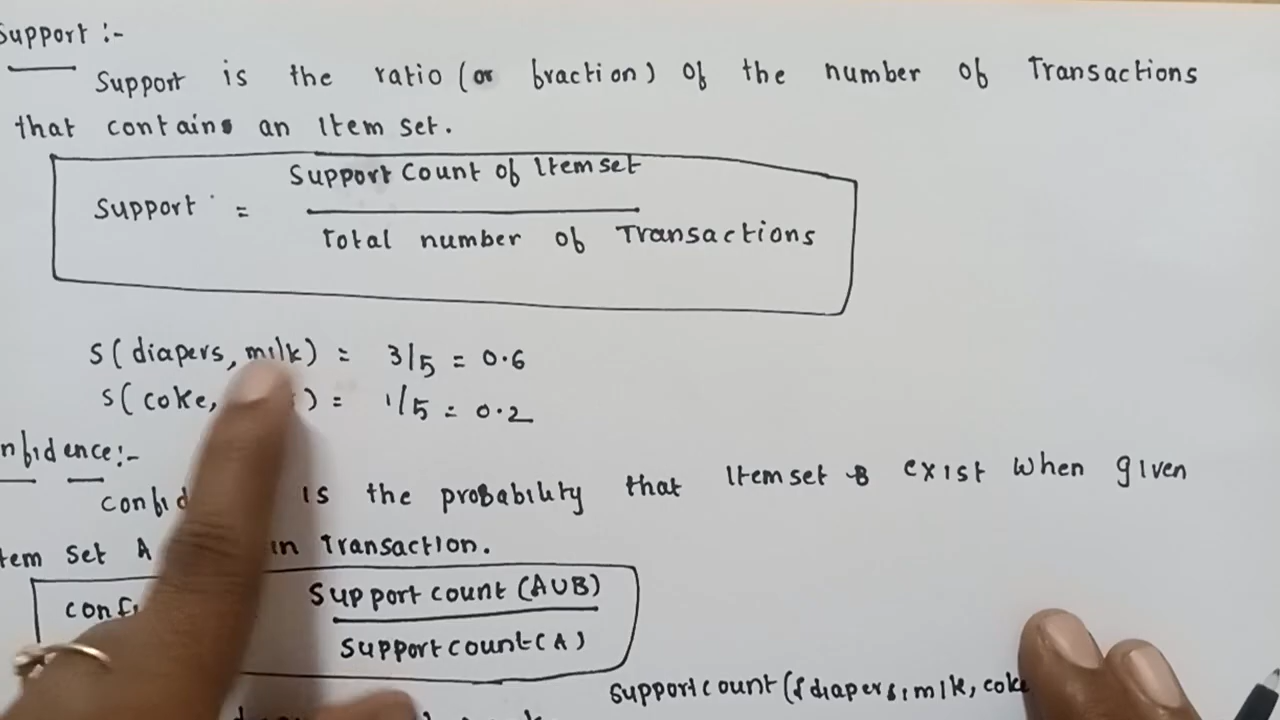 Support :-
Support is the ratio (or fraction) of the number of Transactions
that contains an Item set.
Support = Support Count of Itemset
Total number of Transactions
S(diapers, milk) = 3/5 = 0.6
S(coke, ) = 1/5 = 0.2
nfidence:-
confid is the probability that Itemset B exist when given
tem set A in Transaction.
conf Support count (AUB)
Support count(A)
Support count ({diapers, milk, coke